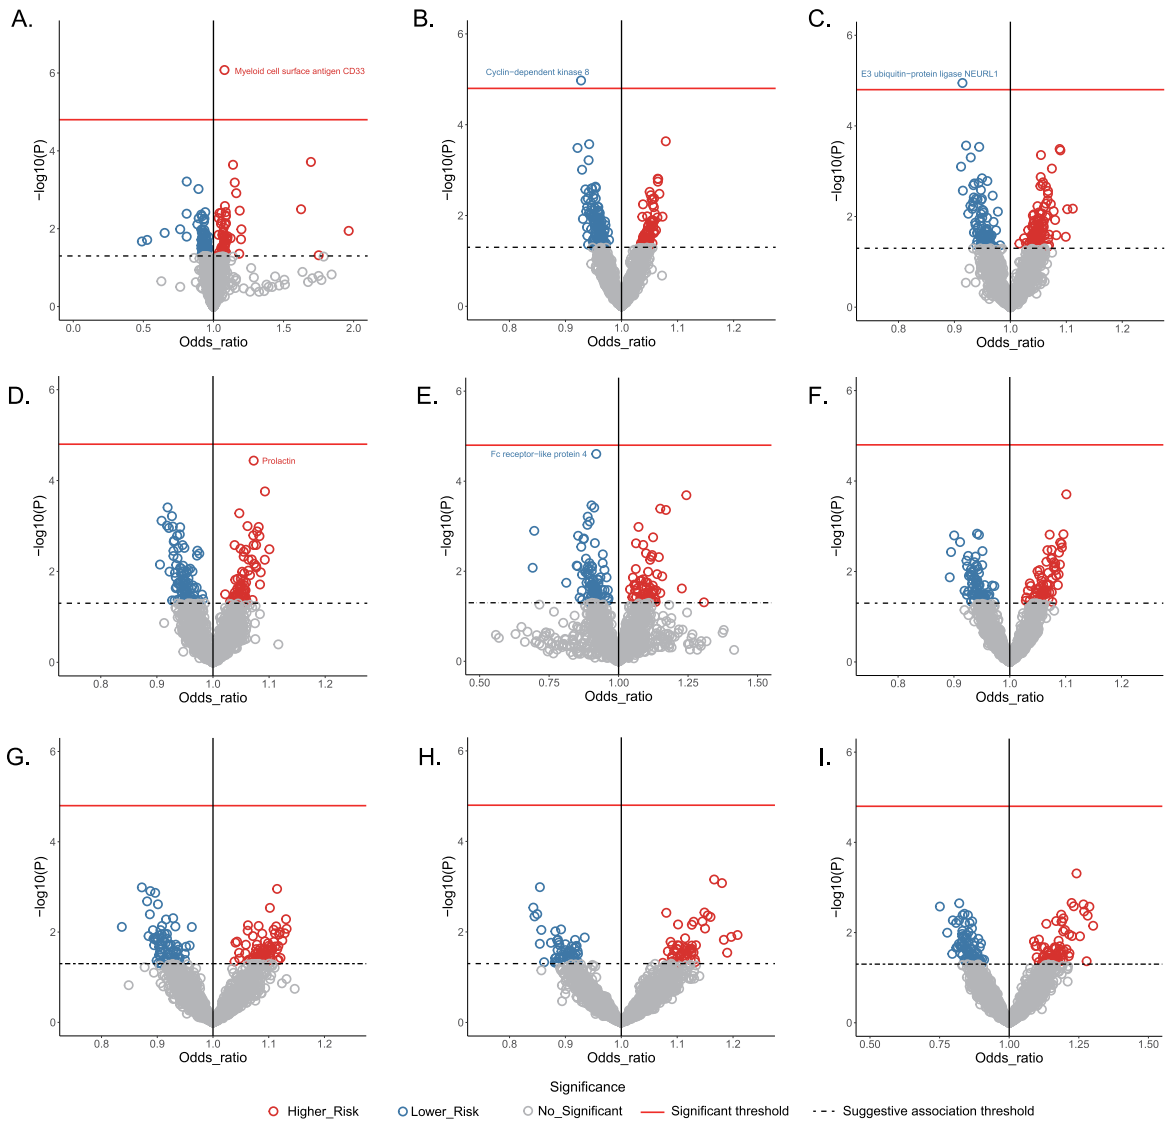 A.
B.
C.
6
4
2
0
−log10(P)
Myeloid cell surface antigen CD33
0.0
0.5
1.0
1.5
2.0
Odds_ratio
6
4
2
0
−log10(P)
Cyclin−dependent kinase 8
0.8
0.9
1.0
1.1
1.2
Odds_ratio
6
4
2
0
−log10(P)
E3 ubiquitin−protein ligase NEURL1
0.8
0.9
1.0
1.1
1.2
Odds_ratio
D.
E.
F.
6
4
2
0
−log10(P)
Prolactin
0.8
0.9
1.0
1.1
1.2
Odds_ratio
6
4
2
0
−log10(P)
Fc receptor−like protein 4
0.50
0.75
1.00
1.25
1.50
Odds_ratio
6
4
2
0
−log10(P)
0.8
0.9
1.0
1.1
1.2
Odds_ratio
G.
H.
I.
6
4
2
0
−log10(P)
0.8
0.9
1.0
1.1
1.2
Odds_ratio
6
4
2
0
−log10(P)
0.8
0.9
1.0
1.1
1.2
Odds_ratio
6
4
2
0
−log10(P)
0.50
0.75
1.00
1.25
1.50
Odds_ratio
Significance
Higher_Risk
Lower_Risk
No_Significant
Significant threshold
Suggestive association threshold